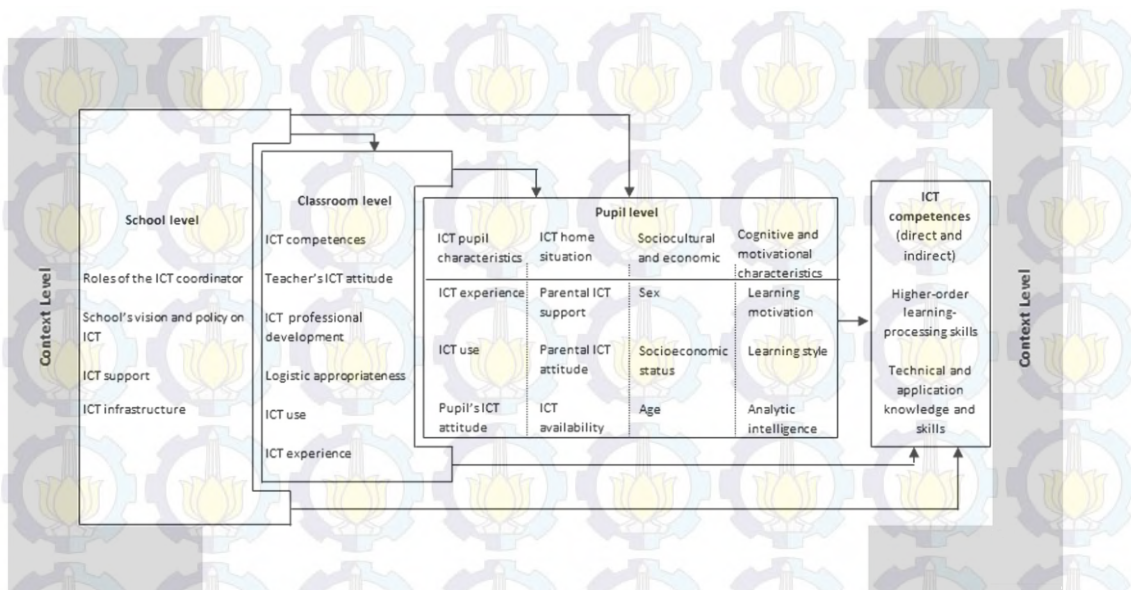 Context Level
School level
Roles of the ICT coordinator
School's vision and policy on
ICT
ICT support
ICT infrastructure
Classroom level
ICT competences
Teacher's ICT attitude
ICT professional
development
Logistic appropriateness
ICT use
ICT experience
Pupil level
ICT pupil
characteristics
ICT home
situation
Sociocultural
and economic
Cognitive and
motivational
characteristics
ICT experience
Parental ICT
support
Sex
Learning
motivation
ICT use
Parental ICT
attitude
Socioeconomic
status
Learning style
Pupil's ICT
attitude
ICT
availability
Age
Analytic
intelligence
ICT
competences
(direct and
indirect)
Higher-order
learning-
processing skills
Technical and
application
knowledge and
skills
Context Level